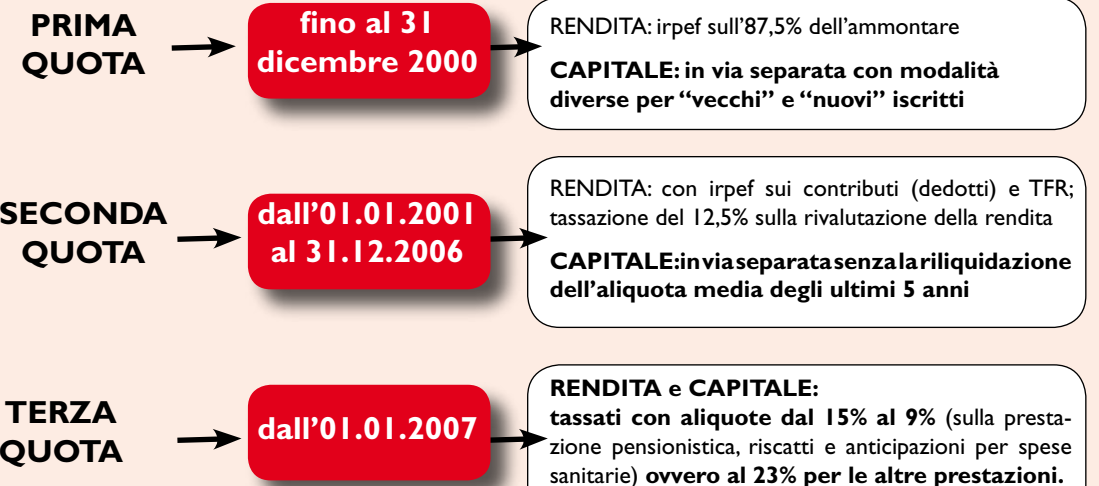 PRIMA
QUOTA
fino al 31
dicembre 2000
RENDITA: irpef sull’87,5% dell’ammontare
CAPITALE: in via separata con modalità
diverse per “vecchi” e “nuovi” iscritti
SECONDA
QUOTA
dall’01.01.2001
al 31.12.2006
RENDITA: con irpef sui contributi (dedotti) e TFR;
tassazione del 12,5% sulla rivalutazione della rendita
CAPITALE:inviaseparatasenzalariliquidazione
dell’aliquota media degli ultimi 5 anni
TERZA
QUOTA
dall’01.01.2007
RENDITA e CAPITALE:
tassati con aliquote dal 15% al 9% (sulla presta-
zione pensionistica, riscatti e anticipazioni per spese
sanitarie) ovvero al 23% per le altre prestazioni.